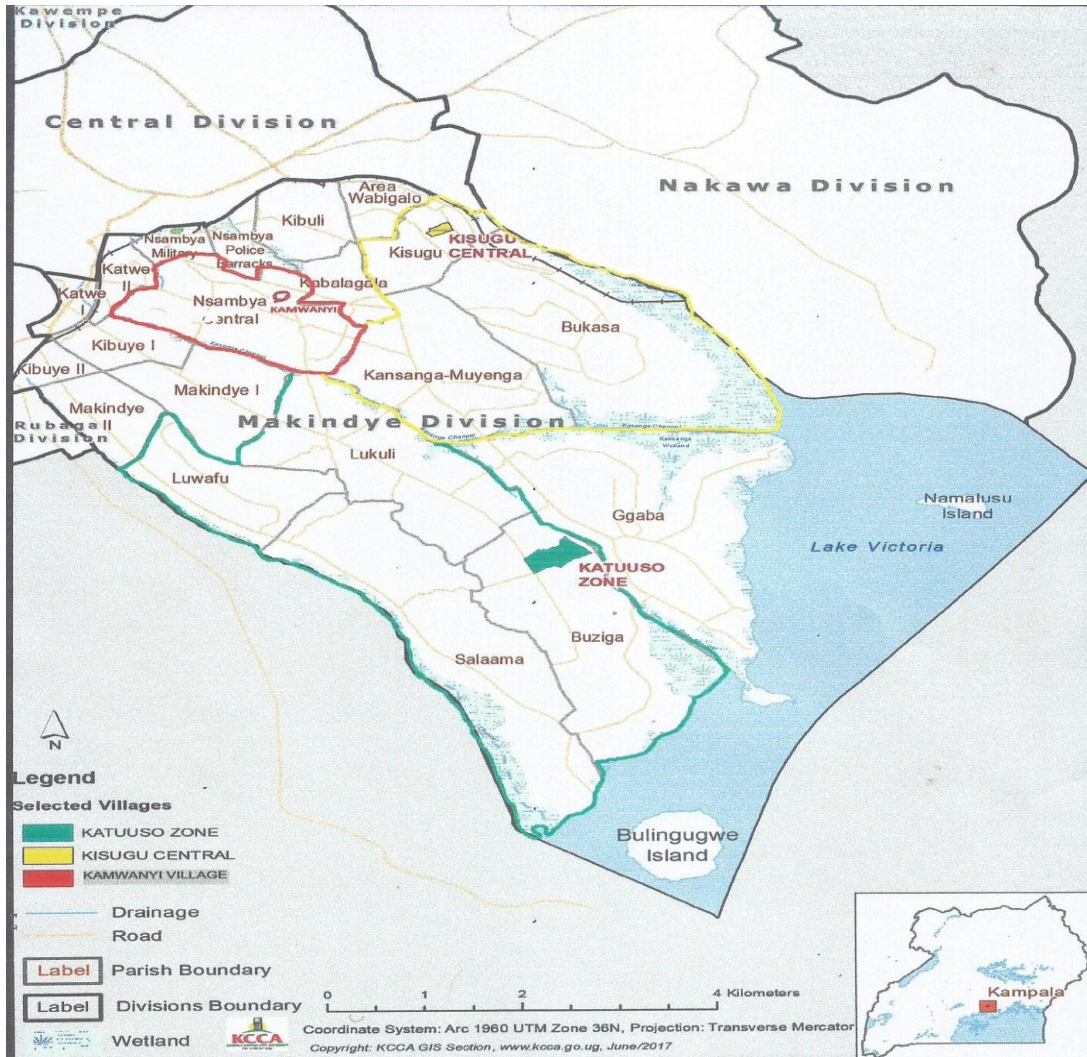 Kawempe
Division
Central Division
Nakawa Division
Area
Wabigalo
Kibuli
Nsambya
Military
Nsambya
Police
Barracks
KISUGU
CENTRAL
Kisugu
Katwe
II
Katwe
I
Kabalagala
Nsambya
Central
KAMWANYI
Bukasa
Kibuye I
Kibuye II
Kansanga-Muyenga
Makindye I
Makindye
II
Rubaga
Division
Makindye Division
Kansanga
Wetland
Lukuli
Luwafu
Ggaba
Namalusu
Island
Lake Victoria
KATUUSO
ZONE
Buziga
Salaama
Bulingugwe
Island
N
Legend
Selected Villages
KATUUSO ZONE
KISUGU CENTRAL
KAMWANYI VILLAGE
Drainage
Road
Label Parish Boundary
Label Divisions Boundary
Wetland
KCCA
0 1 2 4 Kilometers
Coordinate System: Arc 1960 UTM Zone 36N, Projection: Transverse Mercator
Copyright: KCCA GIS Section, www.kcca.go.ug, June/2017
Kampala